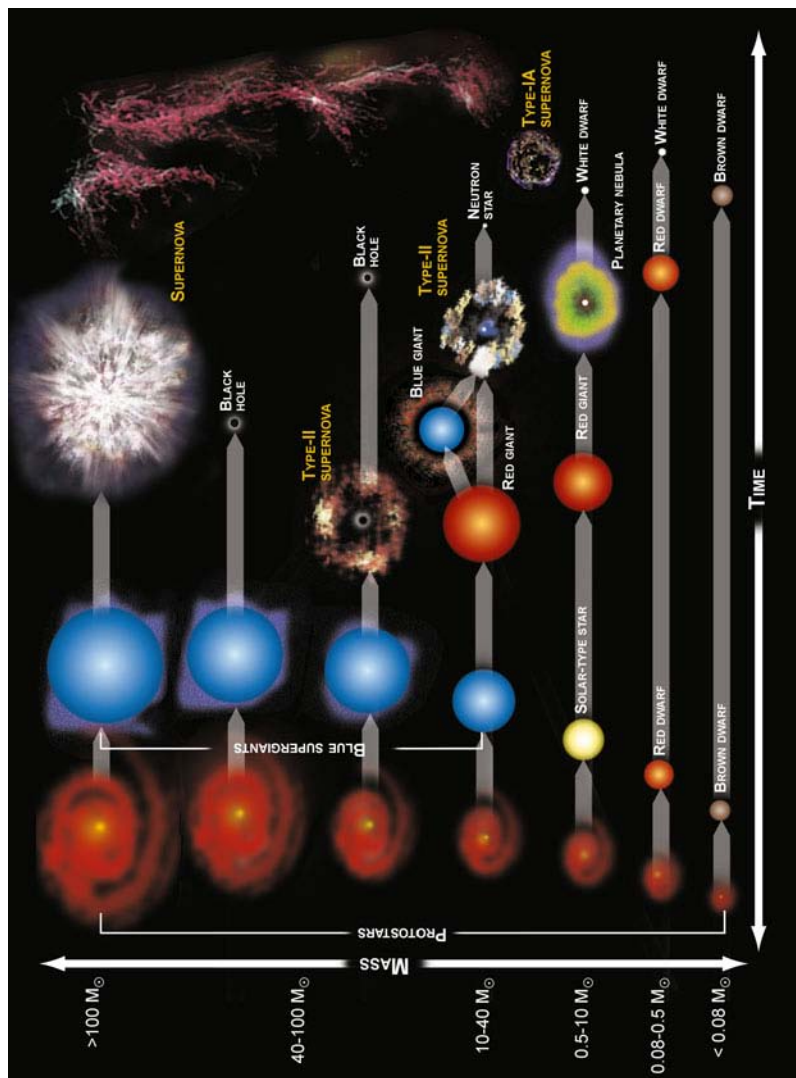 >100 M☉
40-100 M☉
10-40 M☉
0.5-10 M☉
0.08-0.5 M☉
< 0.08 M☉
MASS
TIME
PROTOSTARS
BLUE SUPERGIANTS
SUPERNOVA
BLACK
HOLE
TYPE-II
SUPERNOVA
BLACK
HOLE
RED GIANT
BLUE GIANT
TYPE-II
SUPERNOVA
NEUTRON
STAR
TYPE-IA
SUPERNOVA
SOLAR-TYPE STAR
RED GIANT
PLANETARY NEBULA
WHITE DWARF
RED DWARF
RED DWARF
WHITE DWARF
BROWN DWARF
BROWN DWARF